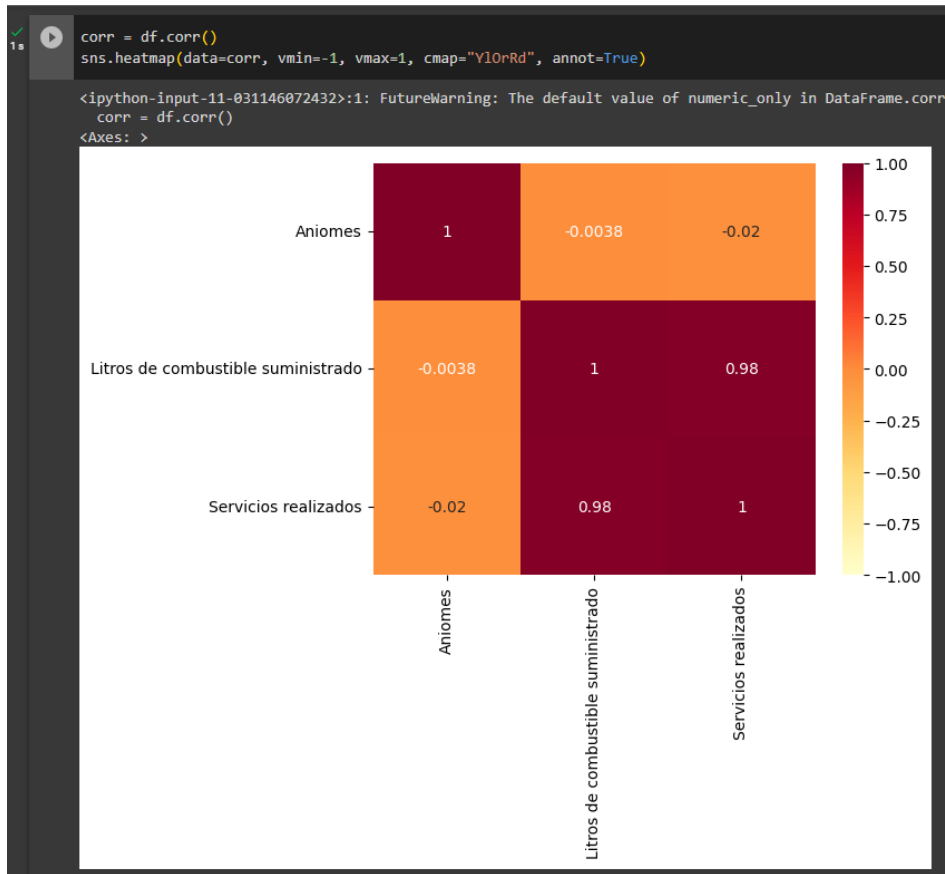 1s
corr = df.corr()
sns.heatmap(data=corr, vmin=-1, vmax=1, cmap="YlOrRd", annot=True)
<ipython-input-11-031146072432>:1: FutureWarning: The default value of numeric_only in DataFrame.corr
corr = df.corr()
<Axes: >
Aniomes 1 -0.0038 -0.02
Litros de combustible suministrado -0.0038 1 0.98
Servicios realizados -0.02 0.98 1
Aniomes
Litros de combustible suministrado
Servicios realizados
1.00
0.75
0.50
0.25
0.00
−0.25
−0.50
−0.75
−1.00